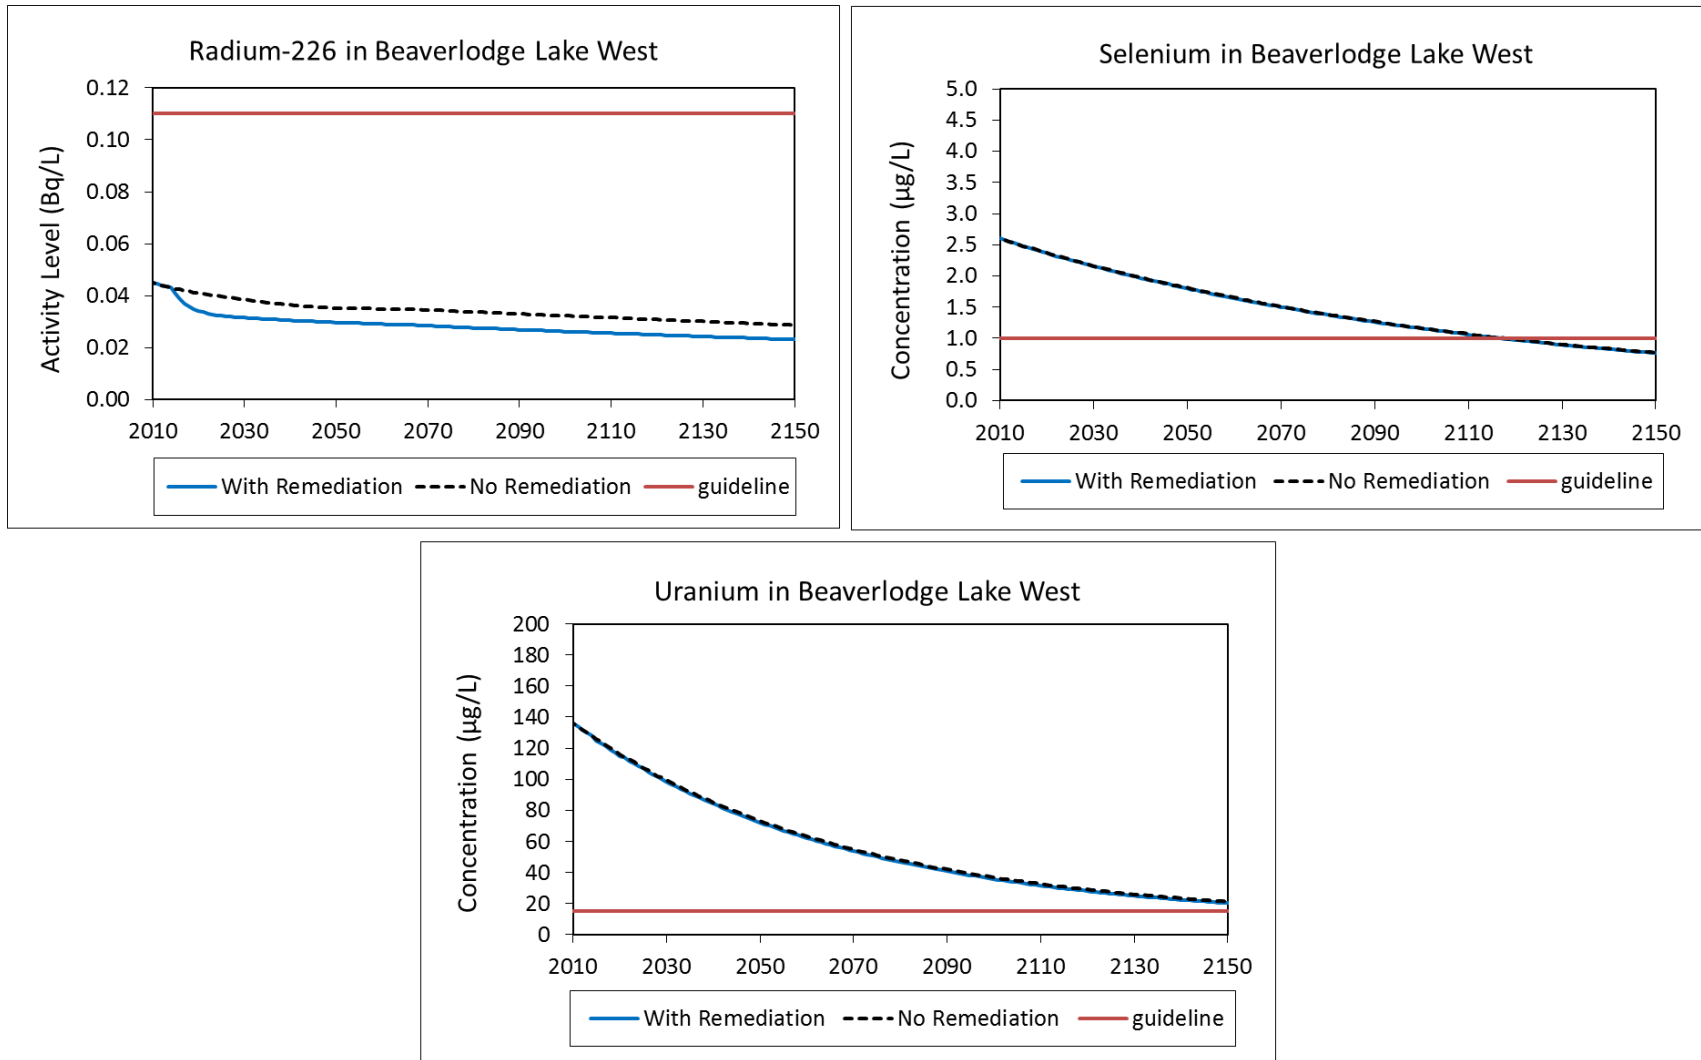 Radium-226 in Beaverlodge Lake West
Activity Level (Bq/L)
0.12
0.10
0.08
0.06
0.04
0.02
0.00
2010 2030 2050 2070 2090 2110 2130 2150
With Remediation No Remediation guideline
Selenium in Beaverlodge Lake West
Concentration (µg/L)
5.0
4.5
4.0
3.5
3.0
2.5
2.0
1.5
1.0
0.5
0.0
2010 2030 2050 2070 2090 2110 2130 2150
With Remediation No Remediation guideline
Uranium in Beaverlodge Lake West
Concentration (µg/L)
200
180
160
140
120
100
80
60
40
20
0
2010 2030 2050 2070 2090 2110 2130 2150
With Remediation No Remediation guideline